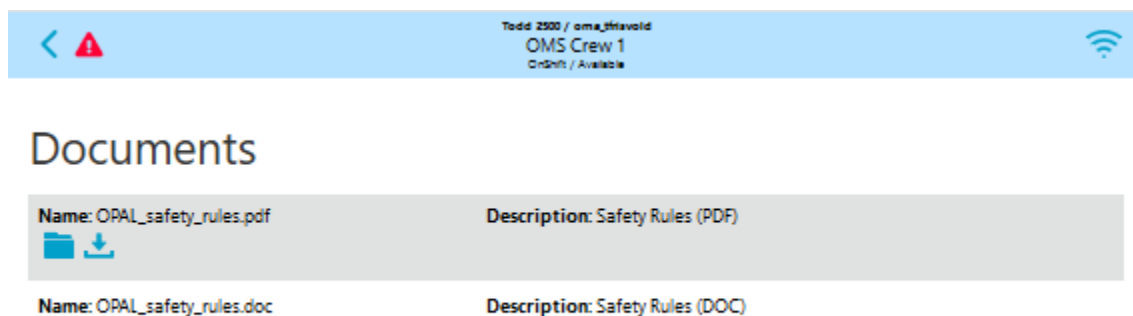 Todd 2500 /
OMS Crew 1
OnShift / Available
Documents
Name: OPAL_safety_rules.pdf Description: Safety Rules (PDF)
Name: OPAL_safety_rules.doc Description: Safety Rules (DOC)